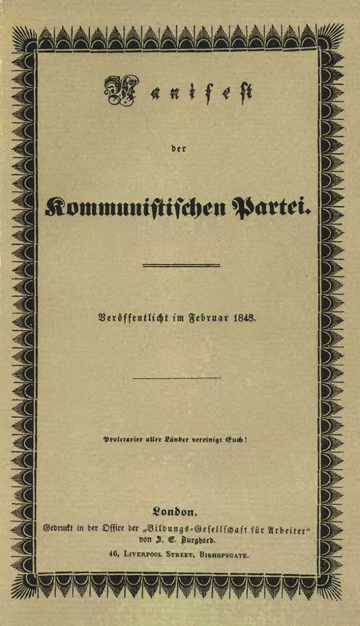 Manifest
der
Kommunistischen Partei.
Veröffentlicht im Februar 1848.
Proletarier aller Länder vereinigt Euch!
London.
Gedruckt in der Office der „Bildungs-Gesellschaft für Arbeiter"
von J. E. Burghard.
46, LIVERPOOL STREET, BISHOPSGATE.